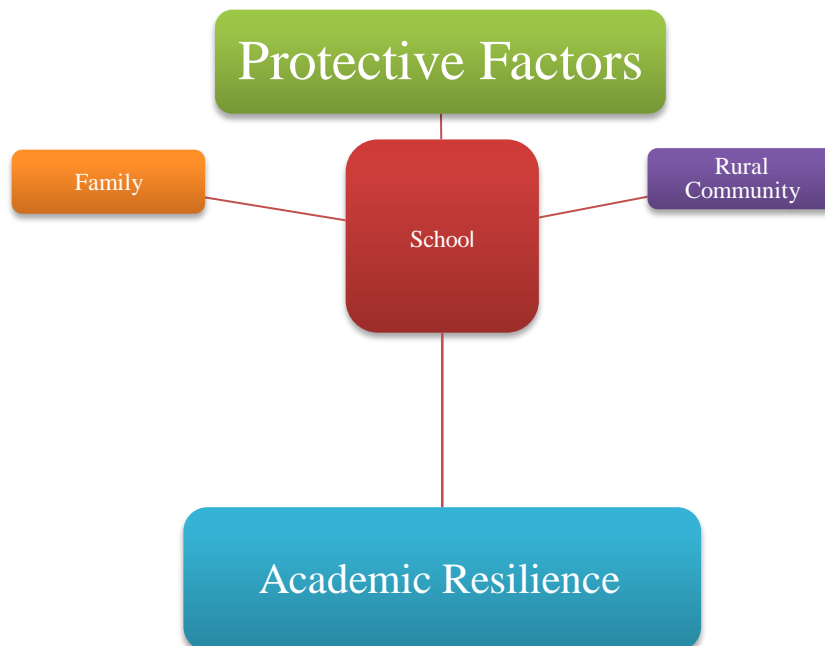 Protective Factors
Family
School
Rural
Community
Academic Resilience